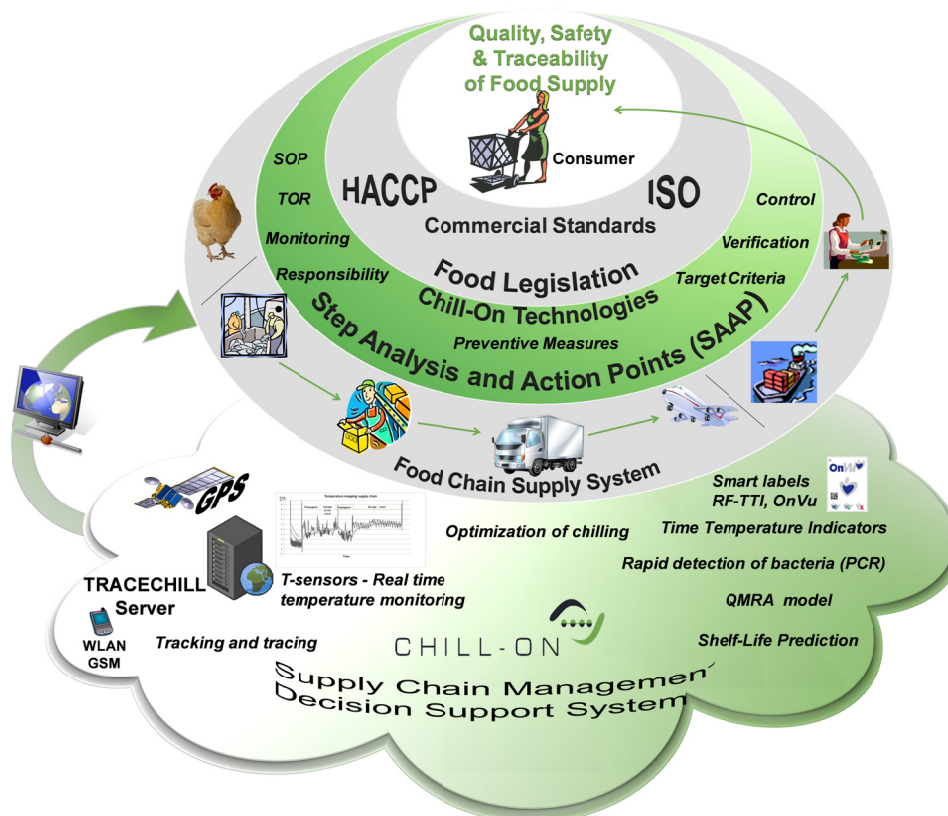 Quality, Safety
& Traceability
of Food Supply
Consumer
HACCP
ISO
Commercial Standards
Food Legislation
SOP
TOR
Monitoring
Responsibility
Control
Verification
Target Criteria
Chill-On Technologies
Preventive Measures
Step Analysis and Action Points (SAAP)
Food Chain Supply System
GPS
Temperature mapping supply chain
Time
TRACECHILL
Server
T-sensors - Real time
temperature monitoring
WLAN
GSM
Tracking and tracing
Optimization of chilling
Smart labels
RF-TTI, OnVu
OnVu
Time Temperature Indicators
Rapid detection of bacteria (PCR)
QMRA model
Shelf-Life Prediction
CHILL-ON
Supply Chain Management
Decision Support System